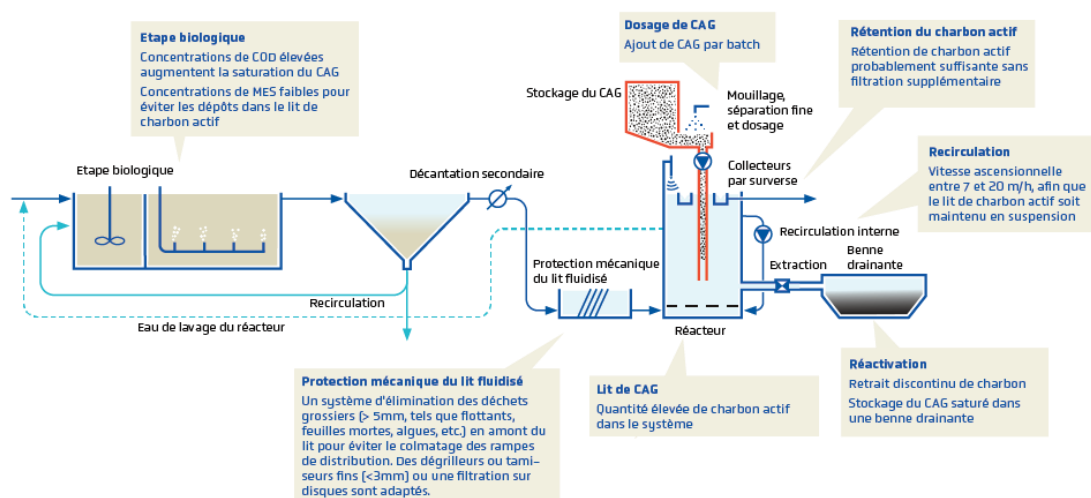 Etape biologique
Concentrations de COD élevées
augmentent la saturation du CAG
Concentrations de MES faibles pour
éviter les dépôts dans le lit de
charbon actif
Dosage de CAG
Ajout de CAG par batch
Rétention du charbon actif
Rétention de charbon actif
probablement suffisante sans
filtration supplémentaire
Stockage du CAG
Mouillage,
séparation fine
et dosage
Recirculation
Vitesse ascensionnelle
entre 7 et 20 m/h, afin que
le lit de charbon actif soit
maintenu en suspension
Etape biologique
Décantation secondaire
Collecteurs
par surverse
Recirculation interne
Protection mécanique
du lit fluidisé
Extraction
Benne
drainante
Recirculation
Eau de lavage du réacteur
Réacteur
Protection mécanique du lit fluidisé
Un système d'élimination des déchets
grossiers (> 5mm, tels que flottants,
feuilles mortes, algues, etc.) en amont du
lit pour éviter le colmatage des rampes
de distribution. Des dégrilleurs ou tami-
seurs fins (<3mm) ou une filtration sur
disques sont adaptés.
Lit de CAG
Quantité élevée de charbon actif
dans le système
Réactivation
Retrait discontinu de charbon
Stockage du CAG saturé dans
une benne drainante